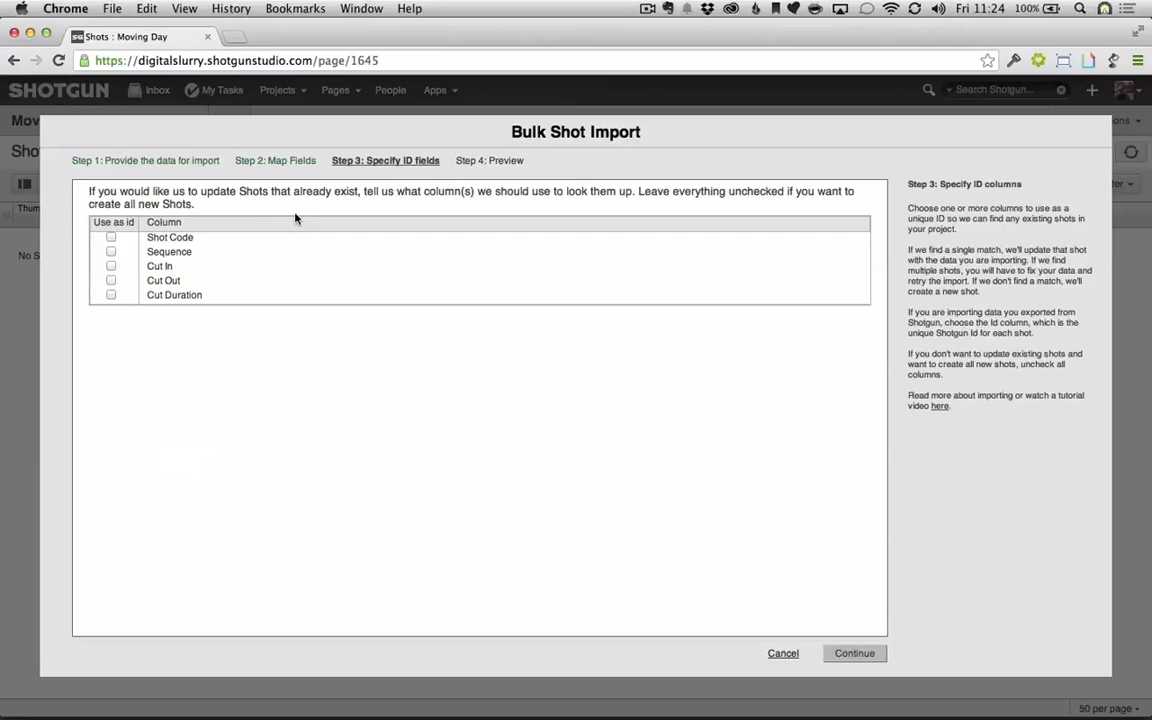 Chrome File Edit View History Bookmarks Window Help Fri 11:24 100%
Shots : Moving Day
https://digitalslurry.shotgunstudio.com/page/1645
SHOTGUN Inbox My Tasks Projects Pages People Apps Search Shotgun...
Bulk Shot Import
Step 1: Provide the data for import Step 2: Map Fields Step 3: Specify ID fields Step 4: Preview
If you would like us to update Shots that already exist, tell us what column(s) we should use to look them up. Leave everything unchecked if you want to
create all new Shots.
Use as id Column
Shot Code
Sequence
Cut In
Cut Out
Cut Duration
Step 3: Specify ID columns
Choose one or more columns to use as a
unique ID so we can find any existing shots in
your project.
If we find a single match, we'll update that shot
with the data you are importing. If we find
multiple shots, you will have to fix your data and
retry the import. If we don't find a match, we'll
create a new shot.
If you are importing data you exported from
Shotgun, choose the Id column, which is the
unique Shotgun Id for each shot.
If you don't want to update existing shots and
want to create all new shots, uncheck all
columns.
Read more about importing or watch a tutorial
video here.
Cancel Continue
50 per page